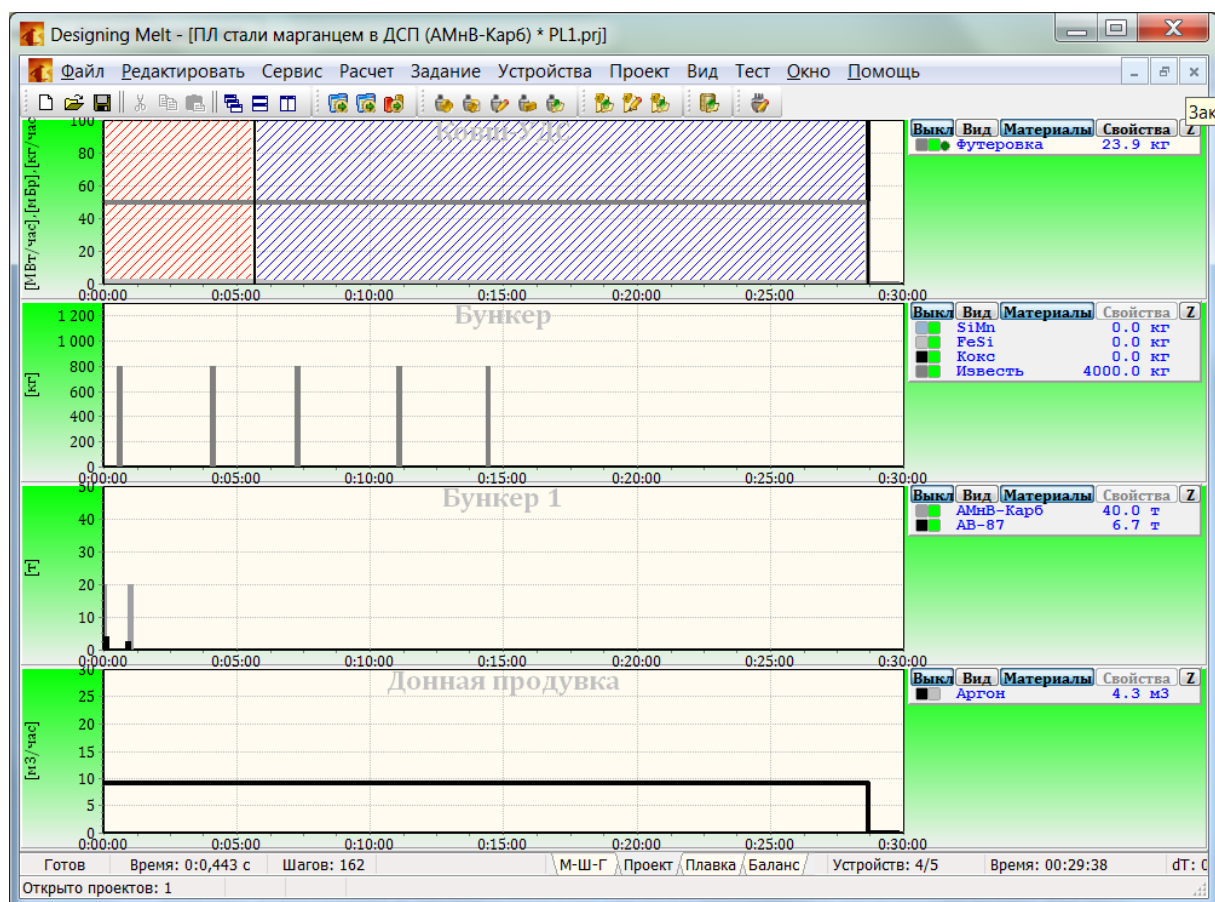 Designing Melt - [ПЛ стали марганцем в ДСП (АМнВ-Карб) * PL1.prj]
Файл Редактировать Сервис Расчет Задание Устройства Проект Вид Тест Окно Помощь
Зак
[МВт/час].[мБр].[кг/час
100
80
60
40
20
0
Ковш-УДС
0:00:00 0:05:00 0:10:00 0:15:00 0:20:00 0:25:00 0:30:00
Выкл Вид Материалы Свойства Z
Футеровка 23.9 кг
[кг]
1 200
1 000
800
600
400
200
0
Бункер
0:00:00 0:05:00 0:10:00 0:15:00 0:20:00 0:25:00 0:30:00
Выкл Вид Материалы Свойства Z
SiMn 0.0 кг
FeSi 0.0 кг
Кокс 0.0 кг
Известь 4000.0 кг
[т]
50
40
30
20
10
0
Бункер 1
0:00:00 0:05:00 0:10:00 0:15:00 0:20:00 0:25:00 0:30:00
Выкл Вид Материалы Свойства Z
АМнВ-Карб 40.0 т
АВ-87 6.7 т
[м3/час]
30
25
20
15
10
5
0
Донная продувка
0:00:00 0:05:00 0:10:00 0:15:00 0:20:00 0:25:00 0:30:00
Выкл Вид Материалы Свойства Z
Аргон 4.3 м3
Готов Время: 0:0,443 с Шагов: 162 М-Ш-Г Проект Плавка Баланс Устройств: 4/5 Время: 00:29:38 dT: 0
Открыто проектов: 1